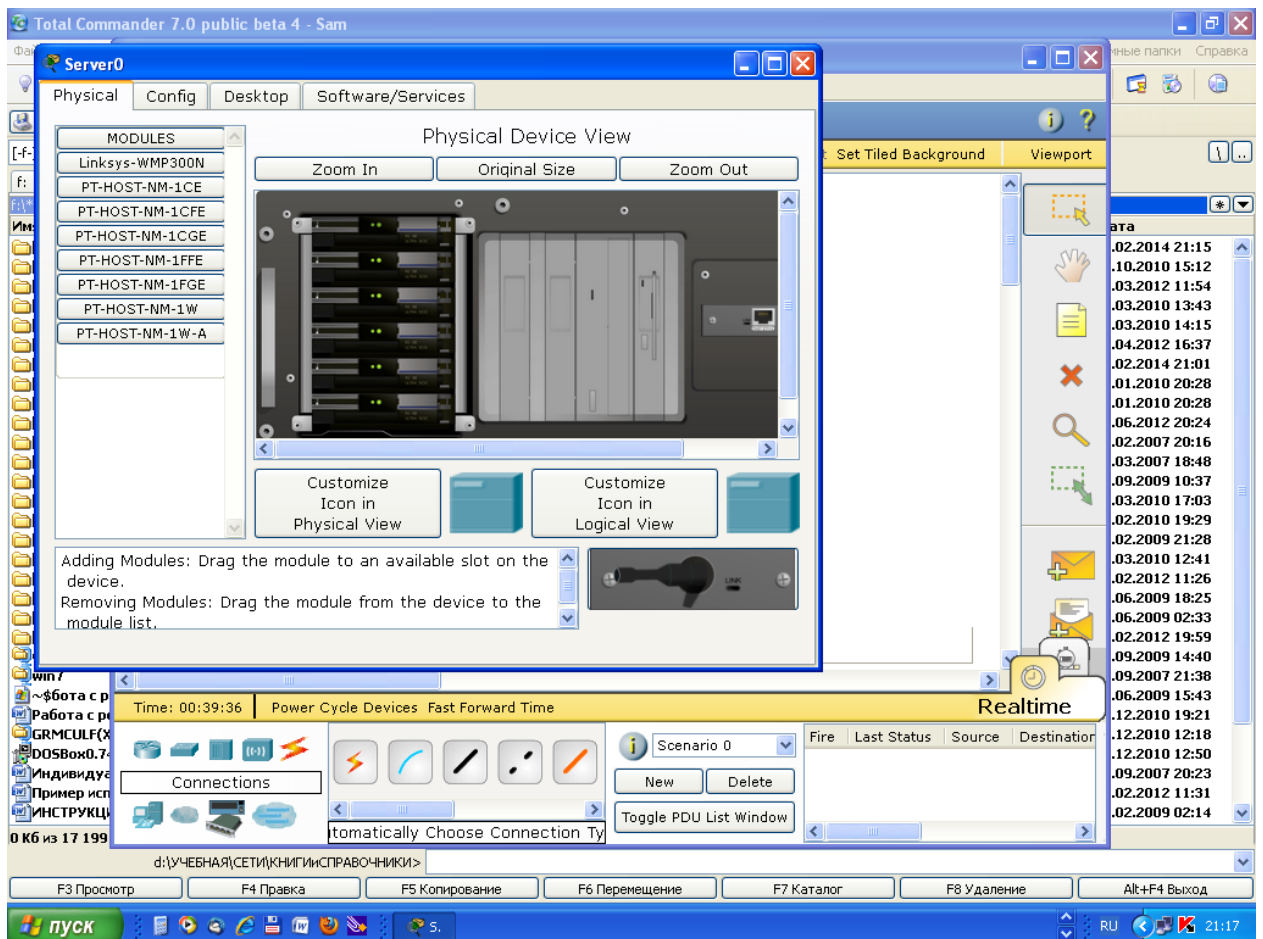 Total Commander 7.0 public beta 4 - Sam
Справка
Server0
Physical Config Desktop Software/Services
MODULES
Linksys-WMP300N
PT-HOST-NM-1CE
PT-HOST-NM-1CFE
PT-HOST-NM-1CGE
PT-HOST-NM-1FFE
PT-HOST-NM-1FGE
PT-HOST-NM-1W
PT-HOST-NM-1W-A
Physical Device View
Zoom In Original Size Zoom Out
Customize
Icon in
Physical View
Customize
Icon in
Logical View
Adding Modules: Drag the module to an available slot on the
device.
Removing Modules: Drag the module from the device to the
module list.
LINK
Set Tiled Background Viewport
[-f-]
f:
f:\*
.02.2014 21:15
.10.2010 15:12
.03.2012 11:54
.03.2010 13:43
.03.2010 14:15
.04.2012 16:37
.02.2014 21:01
.01.2010 20:28
.01.2010 20:28
.06.2012 20:24
.02.2007 20:16
.03.2007 18:48
.09.2009 10:37
.03.2010 17:03
.02.2010 19:29
.02.2009 21:28
.03.2010 12:41
.02.2012 11:26
.06.2009 18:25
.06.2009 02:33
.02.2012 19:59
.09.2009 14:40
.09.2007 21:38
.06.2009 15:43
.12.2010 19:21
.12.2010 12:18
.12.2010 12:50
.09.2007 20:23
.02.2012 11:31
.02.2009 02:14
win7
~$бота с р
Работа с ре
GRMCULF(X
DOSBox0.7
Индивидуа
Пример исп
ИНСТРУКЦ
0 Кб из 17 199
Time: 00:39:36 Power Cycle Devices Fast Forward Time Realtime
Connections
itomatically Choose Connection Ty
Scenario 0
New Delete
Toggle PDU List Window
Fire Last Status Source Destination
d:\УЧЕБНАЯ\СЕТИ\КНИГИиСПРАВОЧНИКИ>
F3 Просмотр F4 Правка F5 Копирование F6 Перемещение F7 Каталог F8 Удаление Alt+F4 Выход
пуск S. RU 21:17